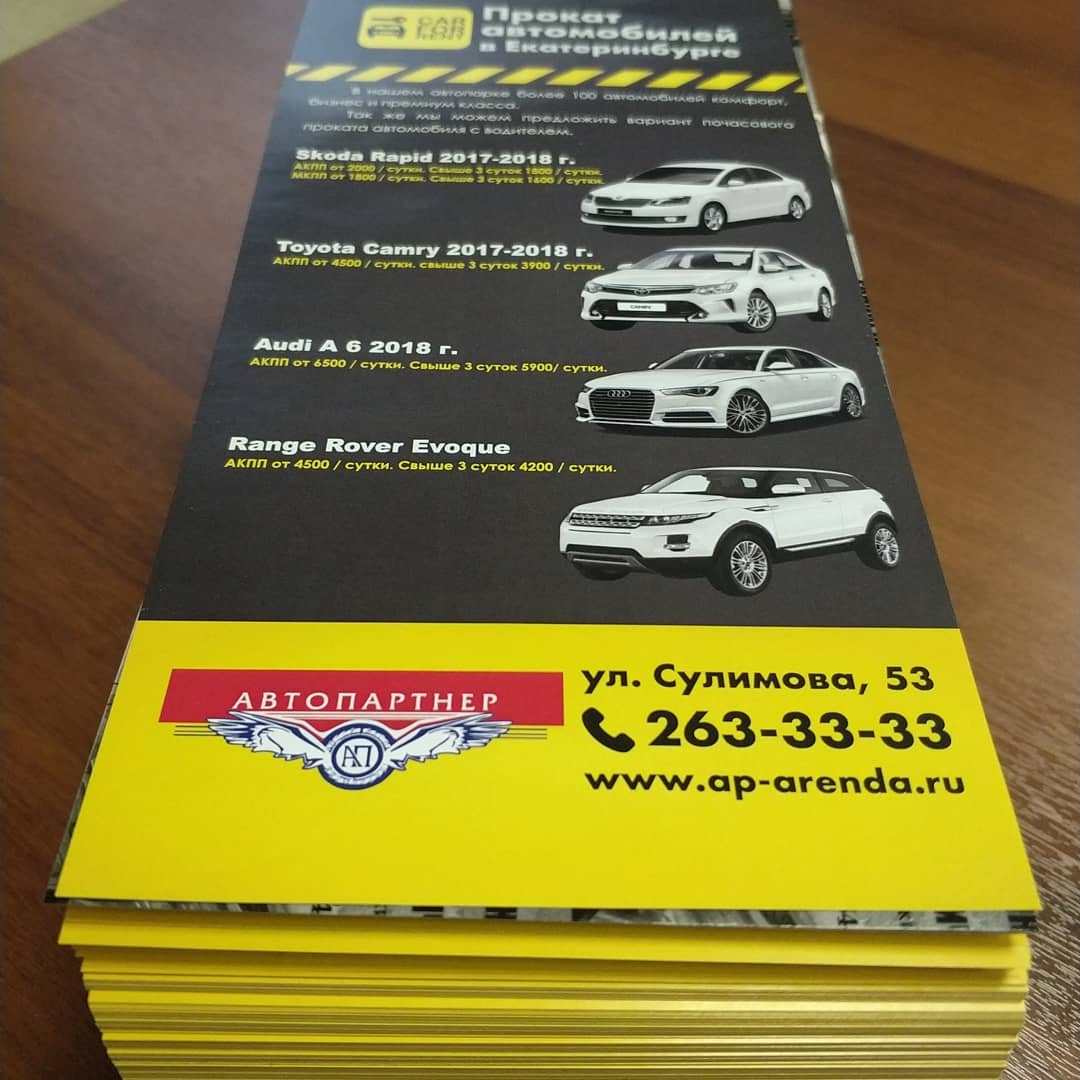 CAR
FOR
RENT
Прокат
автомобилей
в Екатеринбурге
В нашем автопарке более 100 автомобилей комфорт,
бизнес и премиум класса.
Так же мы можем предложить вариант почасового
проката автомобиля с водителем.
Skoda Rapid 2017-2018 г.
АКПП от 2000 / сутки. Свыше 3 суток 1800 / сутки.
МКПП от 1800 / сутки. Свыше 3 суток 1600 / сутки.
Toyota Camry 2017-2018 г.
АКПП от 4500 / сутки. свыше 3 суток 3900 / сутки.
CAMRY
Audi A 6 2018 г.
АКПП от 6500 / сутки. Свыше 3 суток 5900/ сутки.
Range Rover Evoque
АКПП от 4500 / сутки. Свыше 3 суток 4200 / сутки.
АВТОПАРТНЕР
АП
ул. Сулимова, 53
263-33-33
www.ap-arenda.ru